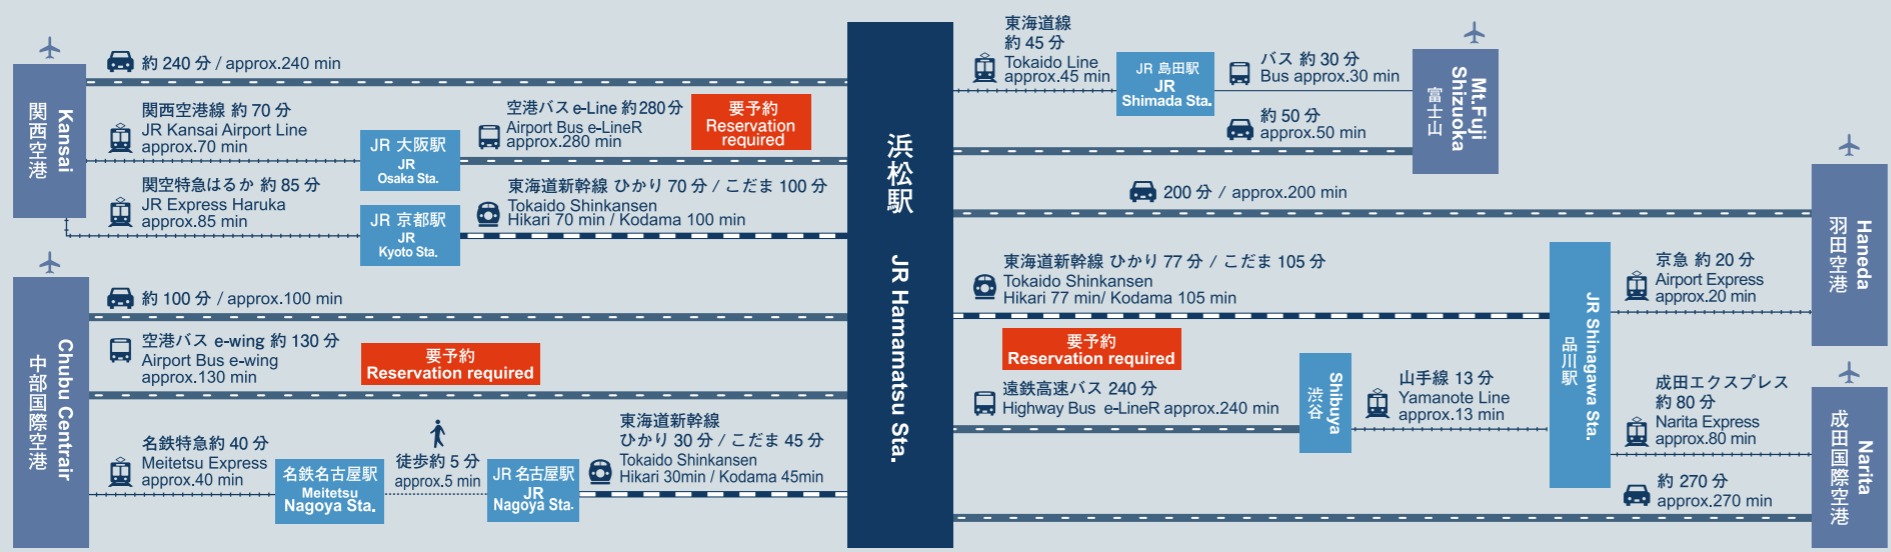 Kansai
関西空港
約 240 分 / approx.240 min
関西空港線 約 70 分
JR Kansai Airport Line
approx.70 min
JR 大阪駅
JR
Osaka Sta.
空港バス e-Line 約280分
Airport Bus e-LineR
approx.280 min
要予約
Reservation
required
関空特急はるか 約 85 分
JR Express Haruka
approx.85 min
JR 京都駅
JR
Kyoto Sta.
東海道新幹線 ひかり 70 分 / こだま 100 分
Tokaido Shinkansen
Hikari 70 min / Kodama 100 min
Chubu Centrair
中部国際空港
約 100 分 / approx.100 min
空港バス e-wing 約 130 分
Airport Bus e-wing
approx.130 min
要予約
Reservation required
名鉄特急約 40 分
Meitetsu Express
approx.40 min
名鉄名古屋駅
Meitetsu
Nagoya Sta.
徒歩約 5 分
approx.5 min
JR 名古屋駅
JR
Nagoya Sta.
東海道新幹線
ひかり 30 分 / こだま 45 分
Tokaido Shinkansen
Hikari 30min / Kodama 45min
浜松駅 JR Hamamatsu Sta.
東海道線
約 45 分
Tokaido Line
approx.45 min
JR 島田駅
JR
Shimada Sta.
バス 約 30 分
Bus approx.30 min
約 50 分
approx.50 min
Mt.Fuji
Shizuoka
富士山
200 分 / approx.200 min
東海道新幹線 ひかり 77 分 / こだま 105 分
Tokaido Shinkansen
Hikari 77 min/ Kodama 105 min
JR Shinagawa Sta.
品川駅
京急 約 20 分
Airport Express
approx.20 min
Haneda
羽田空港
要予約
Reservation required
遠鉄高速バス 240 分
Highway Bus e-LineR approx.240 min
Shibuya
渋谷
山手線 13 分
Yamanote Line
approx.13 min
成田エクスプレス
約 80 分
Narita Express
approx.80 min
約 270 分
approx.270 min
Narita
成田国際空港